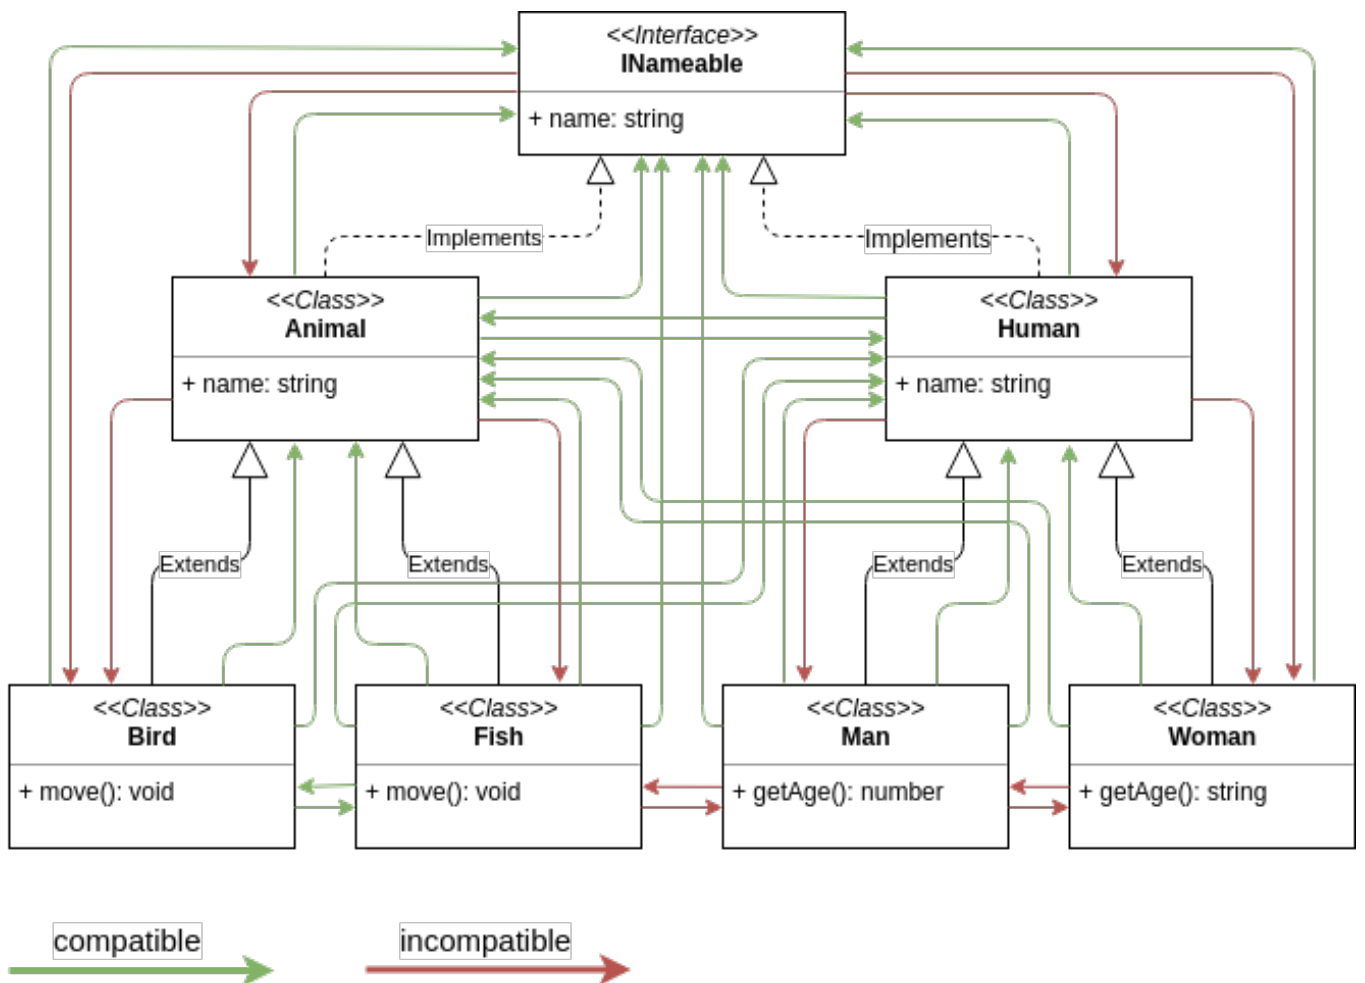 <<Interface>>
INameable
+ name: string
Implements
Implements
<<Class>>
Animal
+ name: string
<<Class>>
Human
+ name: string
Extends
Extends
Extends
Extends
<<Class>>
Bird
+ move(): void
<<Class>>
Fish
+ move(): void
<<Class>>
Man
+ getAge(): number
<<Class>>
Woman
+ getAge(): string
compatible
incompatible